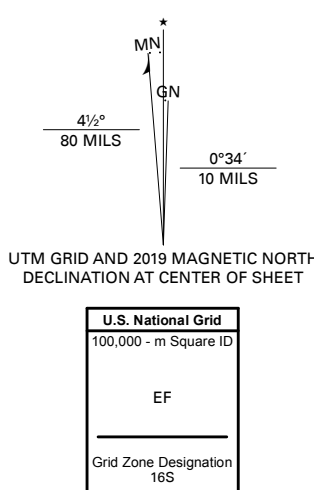 ★
MN
GN
4½°
80 MILS
0°34´
10 MILS
UTM GRID AND 2019 MAGNETIC NORTH
DECLINATION AT CENTER OF SHEET
U.S. National Grid
100,000 - m Square ID
EF
Grid Zone Designation
16S